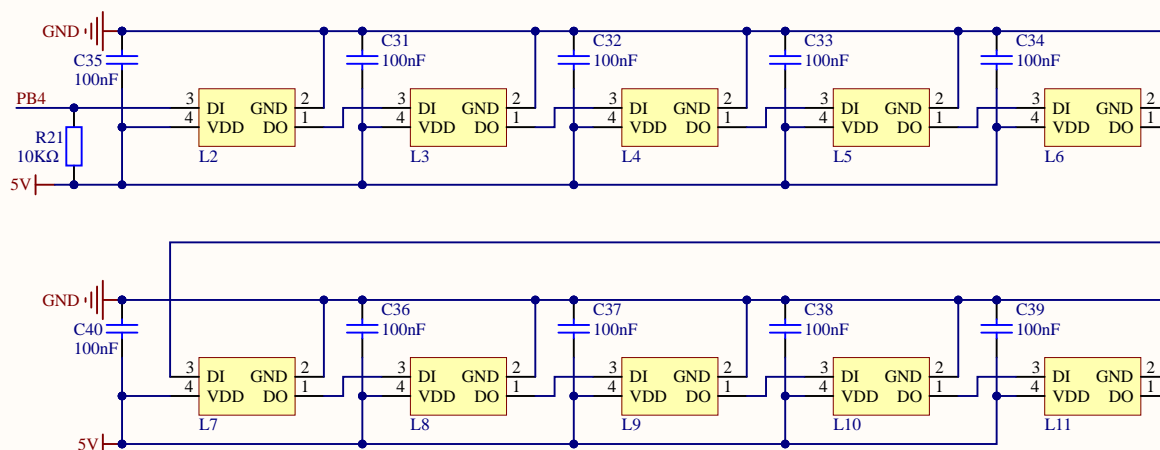 GND
C35
100nF
C31
100nF
C32
100nF
C33
100nF
C34
100nF
PB4
R21
10KΩ
3 DI GND 2
4 VDD DO 1
L2
3 DI GND 2
4 VDD DO 1
L3
3 DI GND 2
4 VDD DO 1
L4
3 DI GND 2
4 VDD DO 1
L5
3 DI GND 2
4 VDD DO 1
L6
5V
GND
C40
100nF
C36
100nF
C37
100nF
C38
100nF
C39
100nF
3 DI GND 2
4 VDD DO 1
L7
3 DI GND 2
4 VDD DO 1
L8
3 DI GND 2
4 VDD DO 1
L9
3 DI GND 2
4 VDD DO 1
L10
3 DI GND 2
4 VDD DO 1
L11
5V